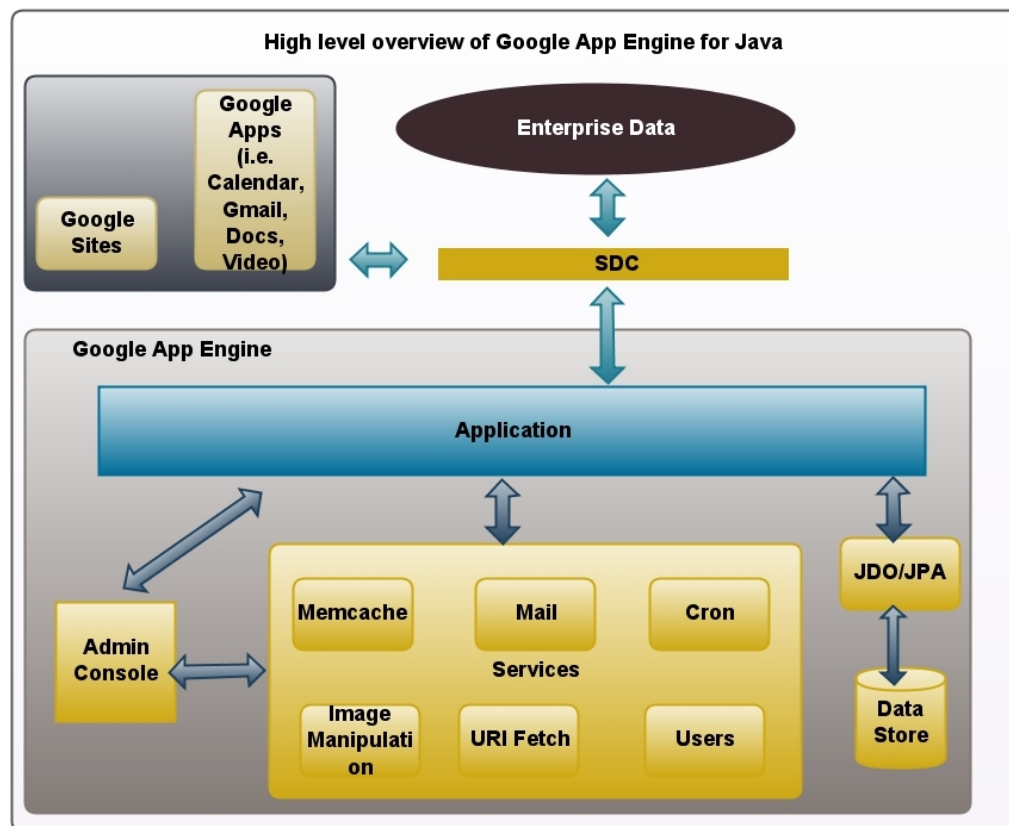 High level overview of Google App Engine for Java
Google
Apps
(i.e.
Calendar,
Gmail,
Docs,
Video)
Google
Sites
Enterprise Data
SDC
Google App Engine
Application
Admin
Console
Memcache
Mail
Cron
Services
Image
Manipulati
on
URI Fetch
Users
JDO/JPA
Data
Store